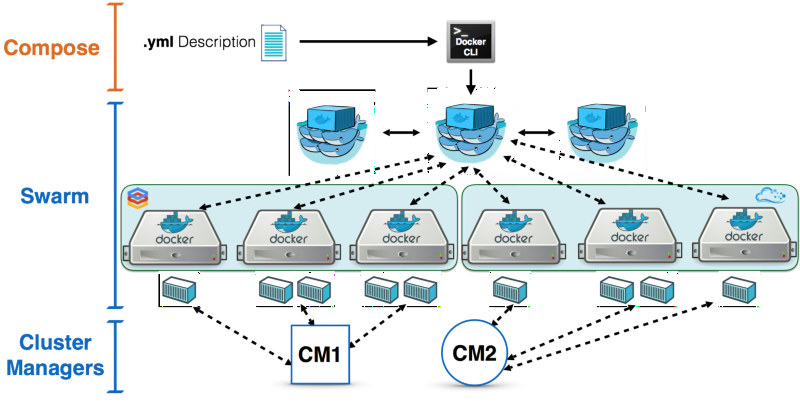 Compose
.yml Description
>_
Docker
CLI
Swarm
docker
docker
docker
docker
docker
docker
Cluster
Managers
CM1
CM2